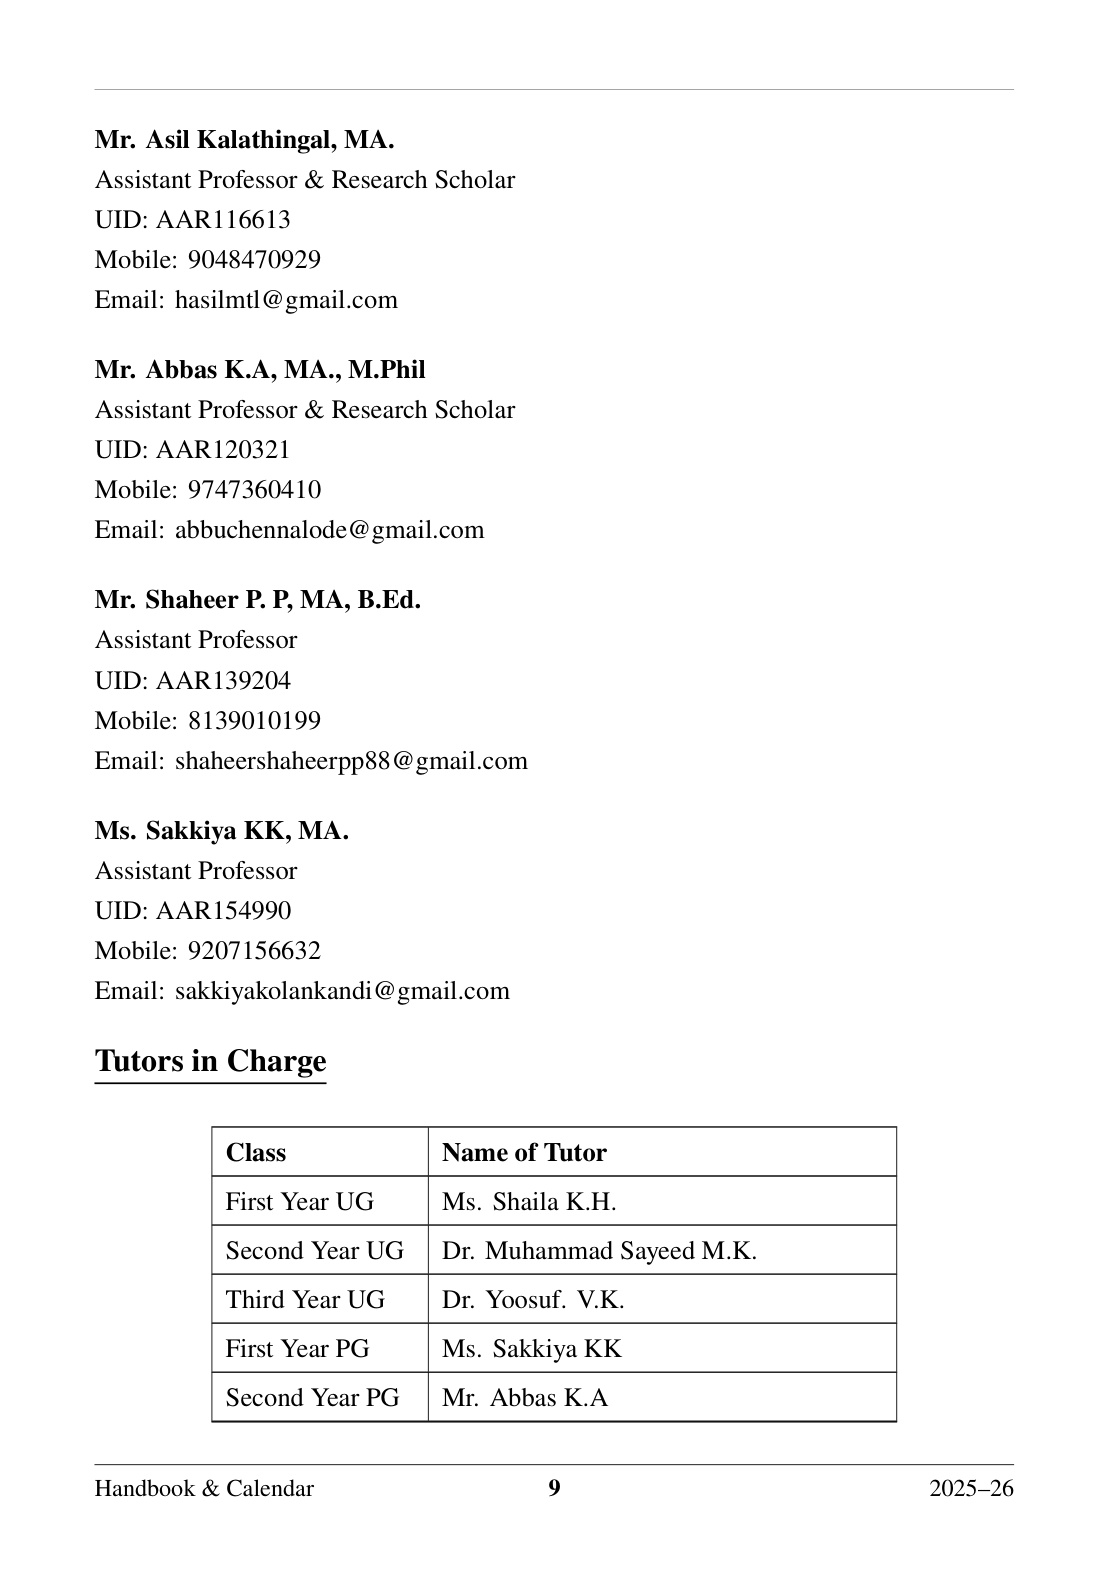 Mr. Asil Kalathingal, MA.
Assistant Professor & Research Scholar
UID: AAR116613
Mobile: 9048470929
Email: hasilmtl@gmail.com
Mr. Abbas K.A, MA., M.Phil
Assistant Professor & Research Scholar
UID: AAR120321
Mobile: 9747360410
Email: abbuchennalode@gmail.com
Mr. Shaheer P. P, MA, B.Ed.
Assistant Professor
UID: AAR139204
Mobile: 8139010199
Email: shaheershaheerpp88@gmail.com
Ms. Sakkiya KK, MA.
Assistant Professor
UID: AAR154990
Mobile: 9207156632
Email: sakkiyakolankandi@gmail.com
Tutors in Charge
Class Name of Tutor
First Year UG Ms. Shaila K.H.
Second Year UG Dr. Muhammad Sayeed M.K.
Third Year UG Dr. Yoosuf. V.K.
First Year PG Ms. Sakkiya KK
Second Year PG Mr. Abbas K.A
Handbook & Calendar 9 2025–26